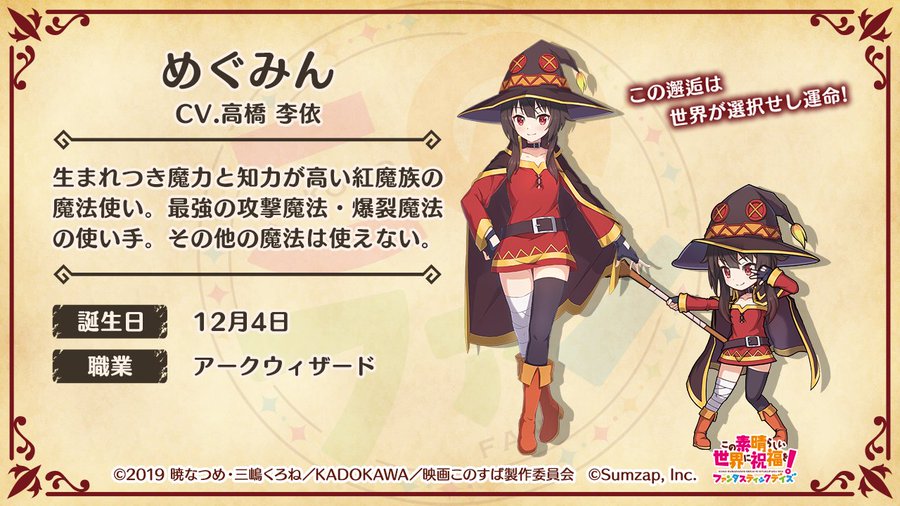 めぐみん
CV.高橋 李依
生まれつき魔力と知力が高い紅魔族の
魔法使い。最強の攻撃魔法・爆裂魔法
の使い手。その他の魔法は使えない。
誕生日 12月4日
職業 アークウィザード
この邂逅は
世界が選択せし運命!
この素晴らしい
世界に祝福を!
ファンタスティックデイズ
©2019 暁なつめ・三嶋くろね／KADOKAWA／映画このすば製作委員会 ©Sumzap, Inc.